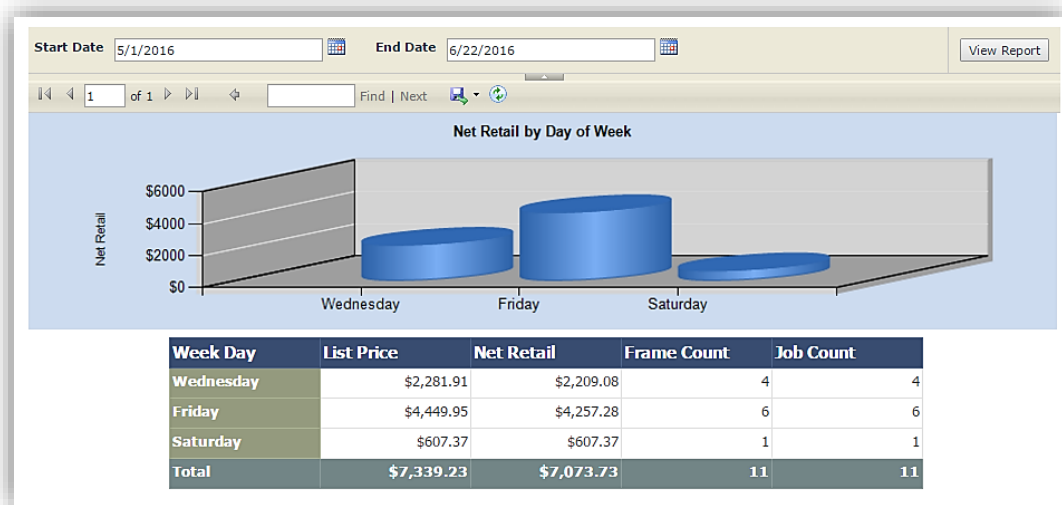 Start Date 5/1/2016 End Date 6/22/2016 View Report
1 of 1 Find | Next
Net Retail by Day of Week
Net Retail
$6000
$4000
$2000
$0
Wednesday Friday Saturday
Week Day List Price Net Retail Frame Count Job Count
Wednesday $2,281.91 $2,209.08 4 4
Friday $4,449.95 $4,257.28 6 6
Saturday $607.37 $607.37 1 1
Total $7,339.23 $7,073.73 11 11